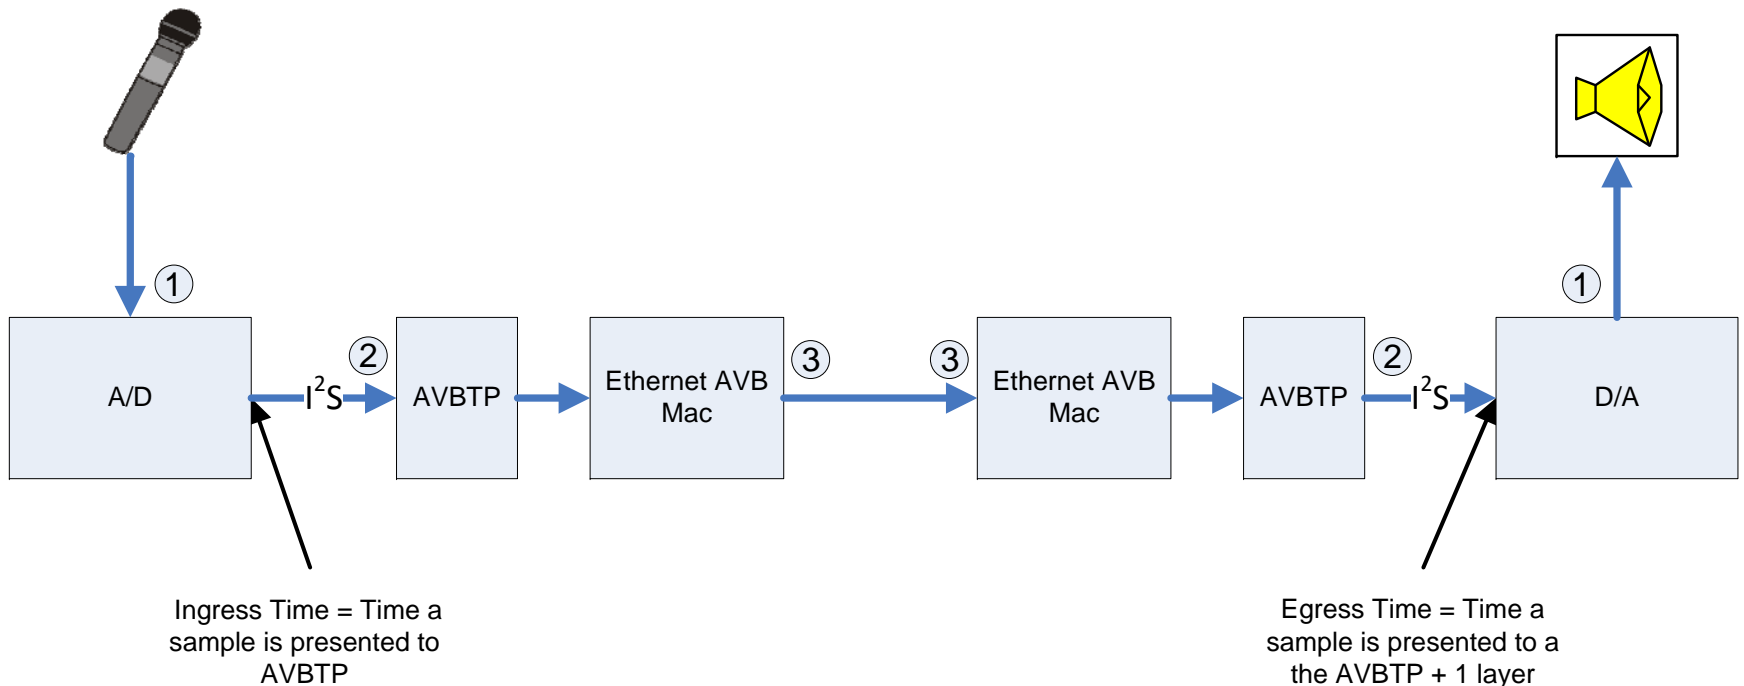 1
1
A/D
I²S
2
AVBTP
Ethernet AVB
Mac
3
3
Ethernet AVB
Mac
AVBTP
2
I²S
D/A
Ingress Time = Time a
sample is presented to
AVBTP
Egress Time = Time a
sample is presented to a
the AVBTP + 1 layer